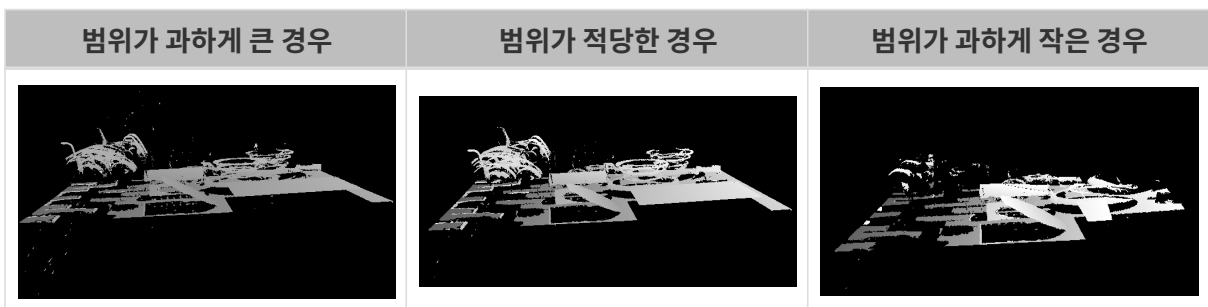 범위가 과하게 큰 경우
범위가 적당한 경우
범위가 과하게 작은 경우